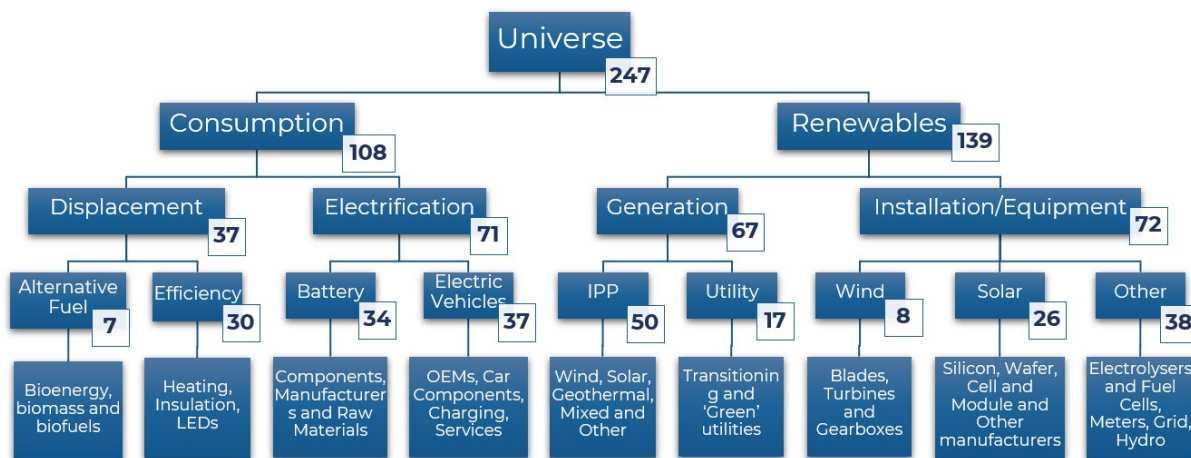 Universe
247
Consumption
108
Renewables
139
Displacement
37
Electrification
71
Generation
67
Installation/Equipment
72
Alternative
Fuel
7
Efficiency
30
Battery
34
Electric
Vehicles
37
IPP
50
Utility
17
Wind
8
Solar
26
Other
38
Bioenergy,
biomass and
biofuels
Heating,
Insulation,
LEDs
Components,
Manufacturer
s and Raw
Materials
OEMs, Car
Components,
Charging,
Services
Wind, Solar,
Geothermal,
Mixed and
Other
Transitionin
g and
‘Green’
utilities
Blades,
Turbines
and
Gearboxes
Silicon, Wafer,
Cell and
Module and
Other
manufacturers
Electrolysers
and Fuel
Cells,
Meters, Grid,
Hydro